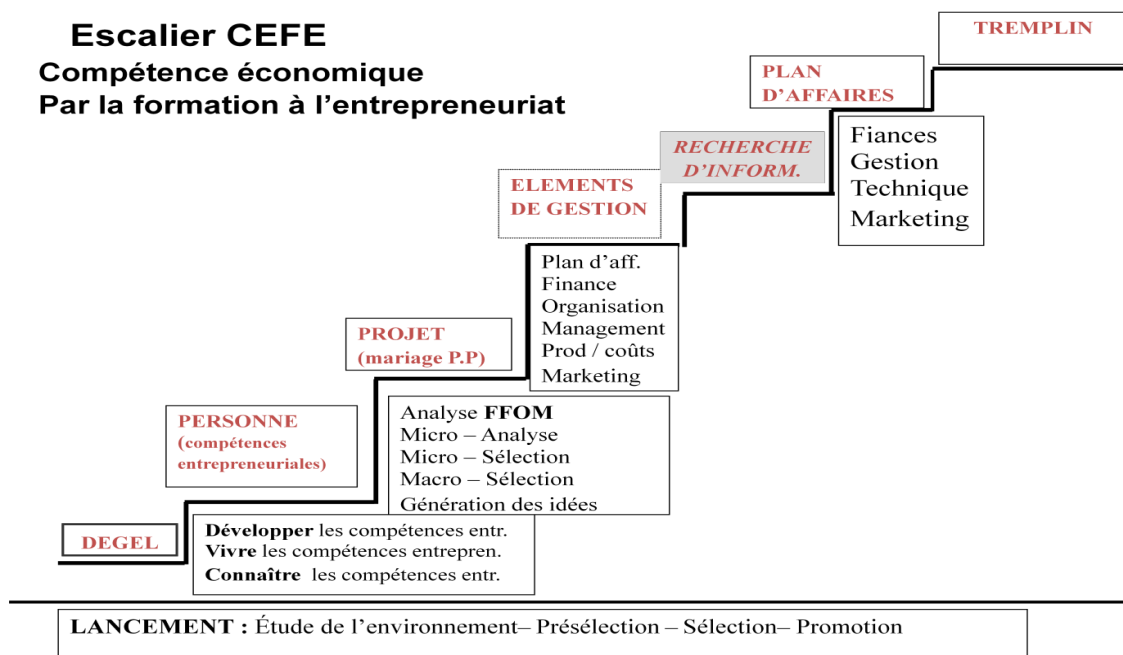 Escalier CEFE
Compétence économique
Par la formation à l'entrepreneuriat
TREMPLIN
PLAN
D'AFFAIRES
Fiances
Gestion
Technique
Marketing
RECHERCHE
D'INFORM.
ELEMENTS
DE GESTION
Plan d'aff.
Finance
Organisation
Management
Prod / coûts
Marketing
PROJET
(mariage P.P)
Analyse FFOM
Micro – Analyse
Micro – Sélection
Macro – Sélection
Génération des idées
PERSONNE
(compétences
entrepreneuriales)
Développer les compétences entr.
Vivre les compétences entrepren.
Connaître les compétences entr.
DEGEL
LANCEMENT : Étude de l'environnement– Présélection – Sélection– Promotion